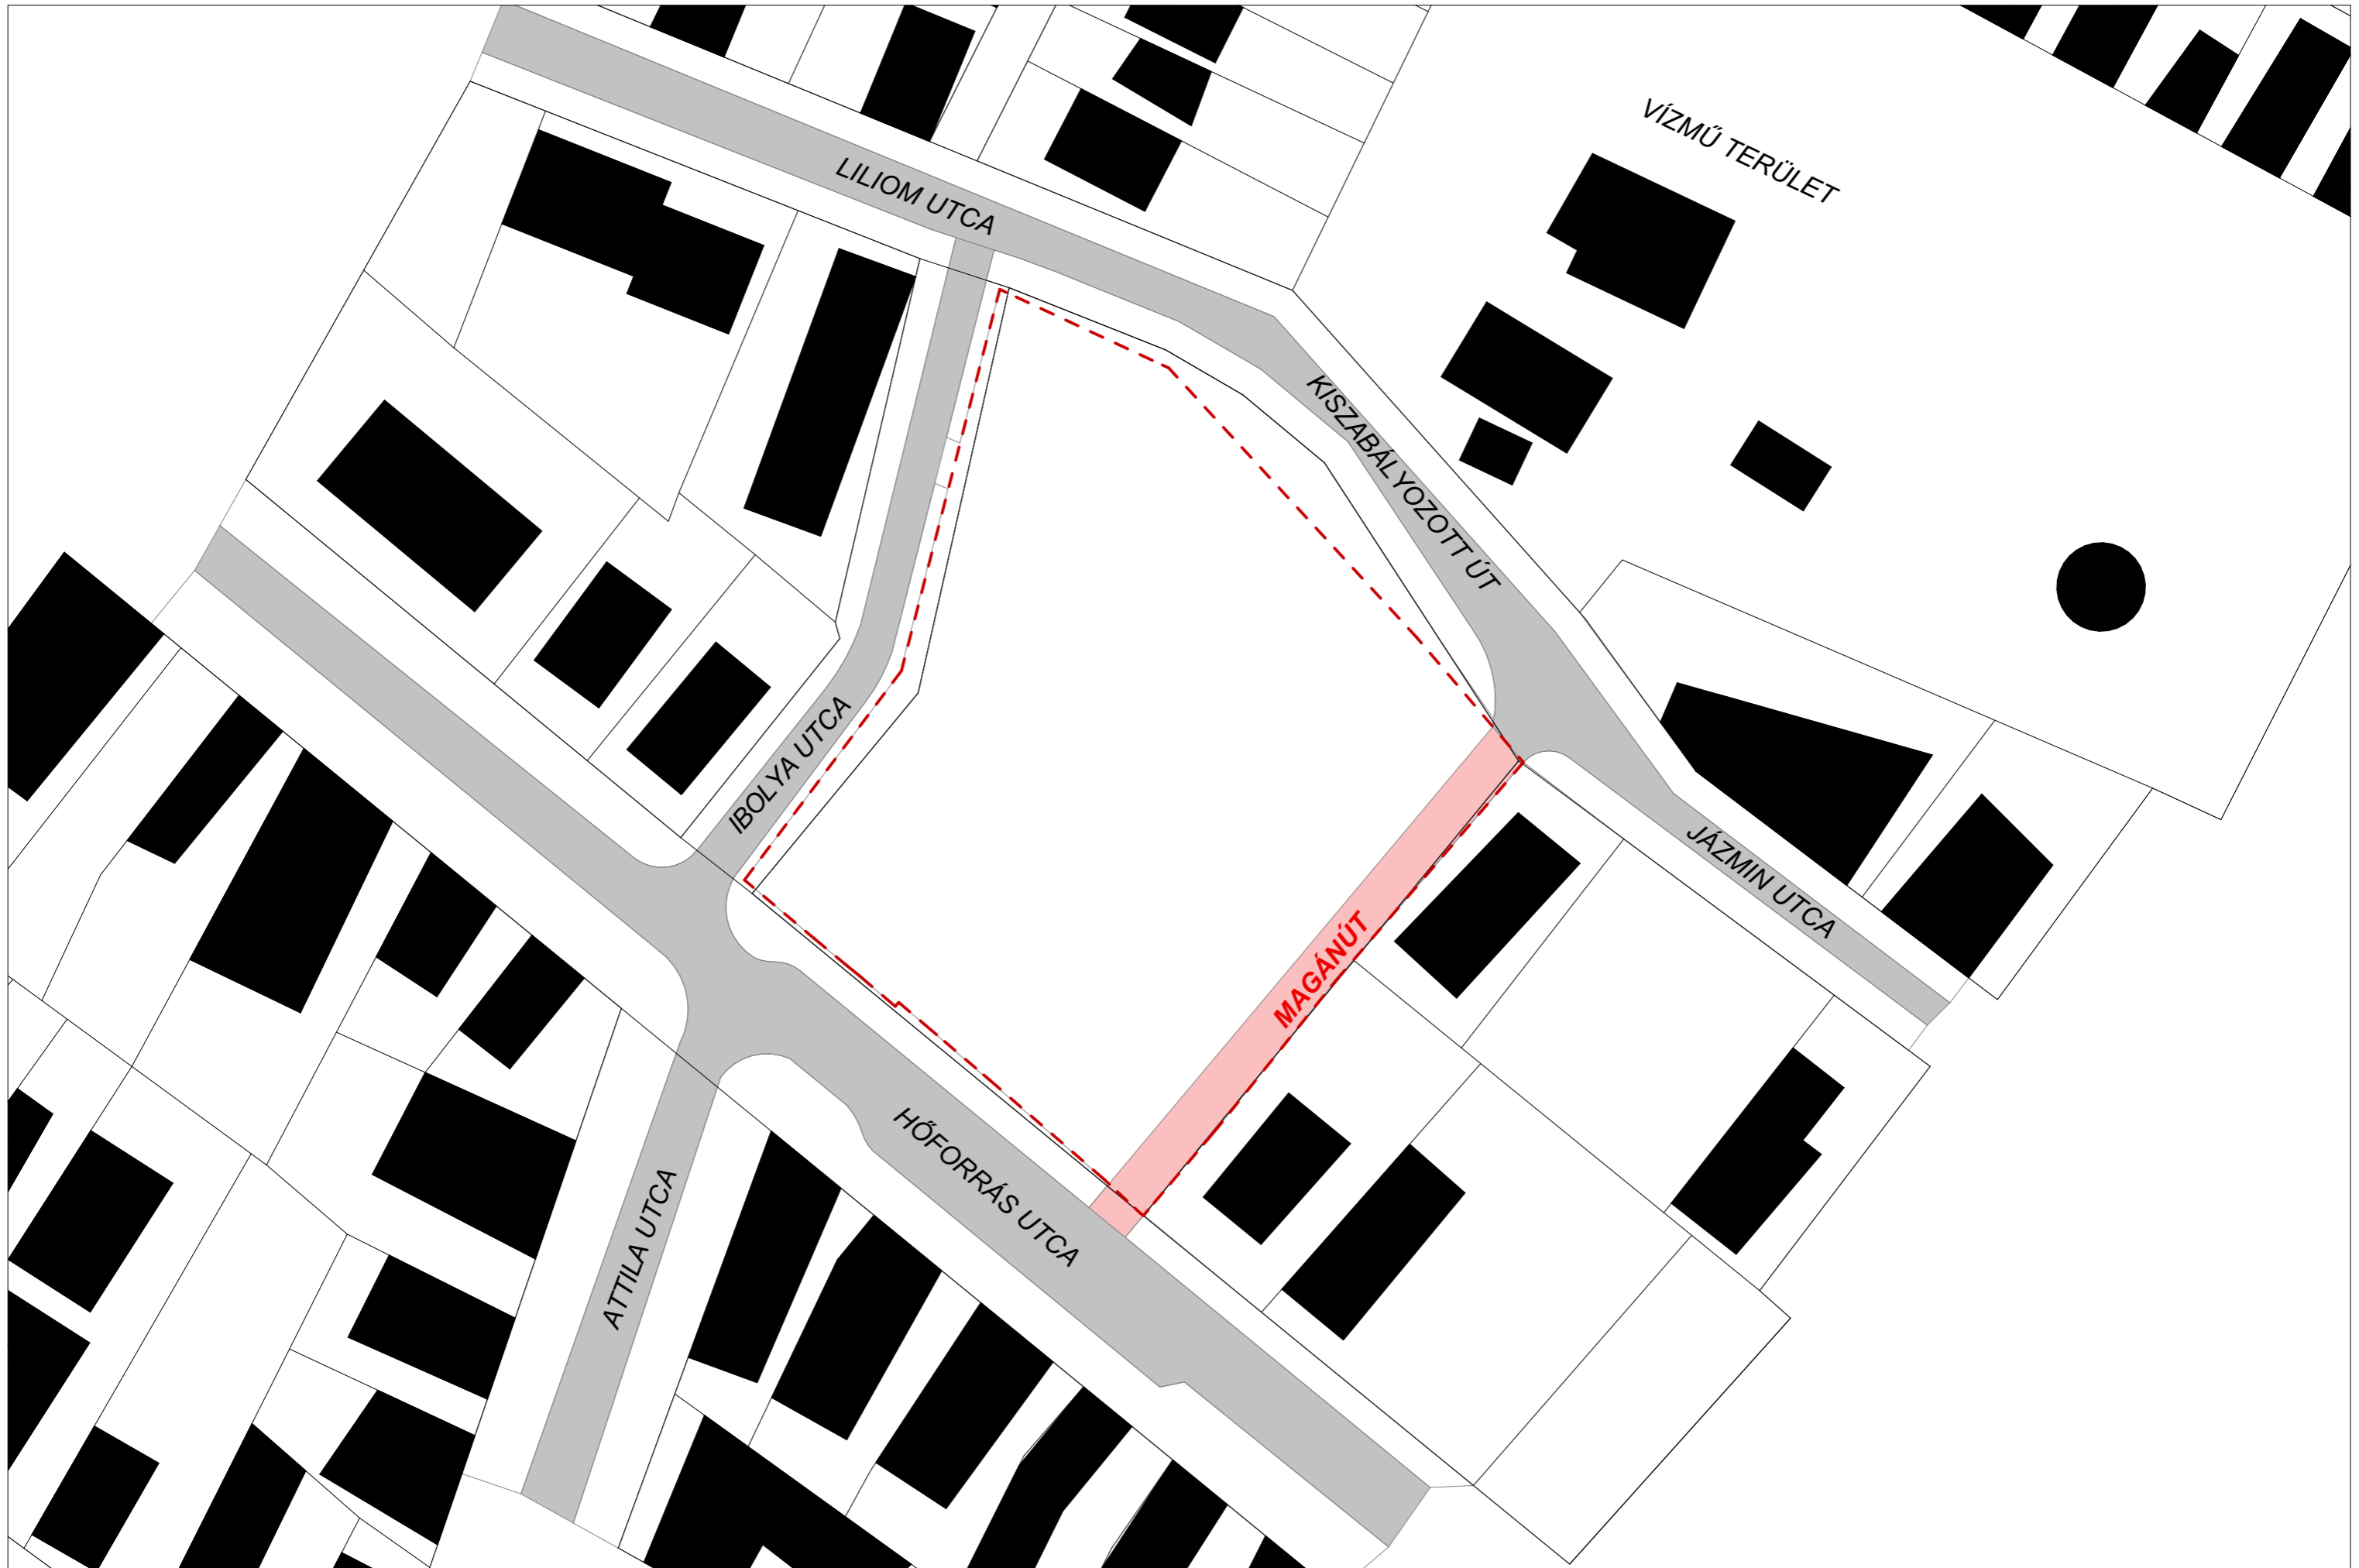 VÍZMŰ TERÜLET
LILIOM UTCA
KISZABÁLYOZOTT ÚT
IBOLYA UTCA
JÁZMIN UTCA
MAGÁNÚT
HŐFORRÁS UTCA
ATTILA UTCA